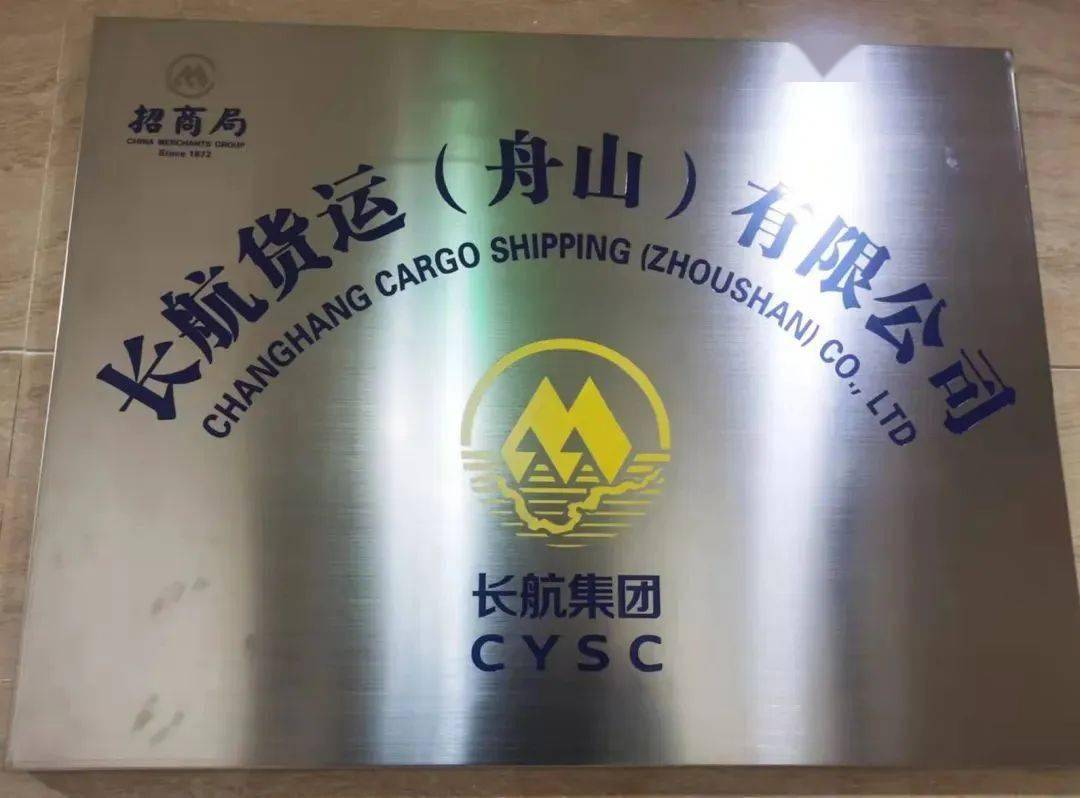 招商局
CHINA MERCHANTS GROUP
Since 1872
长航货运（舟山）有限公司
CHANGHANG CARGO SHIPPING (ZHOUSHAN) CO., LTD
长航集团
CYSC